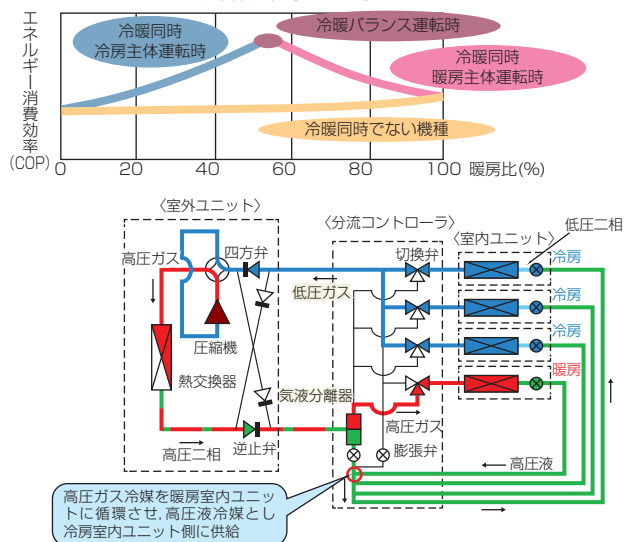 冷暖同時
冷房主体運転時
冷暖バランス運転時
冷暖同時
暖房主体運転時
冷暖同時でない機種
エネルギー消費効率
(COP)
0 20 40 60 80 100 暖房比(%)
〈室外ユニット〉
〈分流コントローラ〉
〈室内ユニット〉
低圧二相
高圧ガス
四方弁
切換弁
冷房
低圧ガス
冷房
圧縮機
冷房
熱交換器
暖房
気液分離器
高圧ガス
高圧二相
逆止弁
膨張弁
高圧液
高圧ガス冷媒を暖房室内ユニッ
トに循環させ、高圧液冷媒とし
冷房室内ユニット側に供給